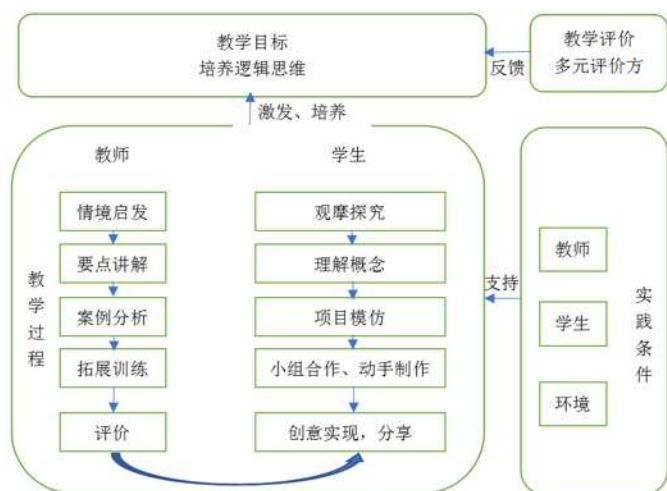 教学目标
培养逻辑思维
反馈
教学评价
多元评价方
激发、培养
教师
学生
情境启发
观摩探究
要点讲解
理解概念
案例分析
项目模仿
拓展训练
小组合作、动手制作
评价
创意实现，分享
教学过程
支持
教师
学生
环境
实践条件